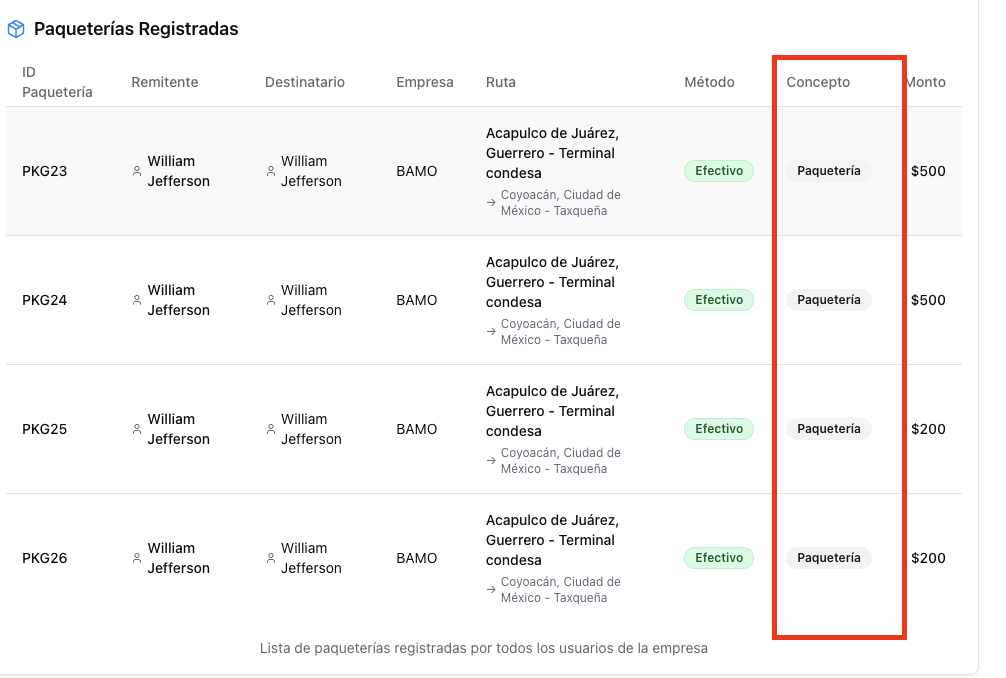 Paqueterías Registradas
ID Paquetería Remitente Destinatario Empresa Ruta Método Concepto Monto
PKG23 William Jefferson William Jefferson BAMO Acapulco de Juárez, Guerrero - Terminal condesa → Coyoacán, Ciudad de México - Taxqueña Efectivo Paquetería $500
PKG24 William Jefferson William Jefferson BAMO Acapulco de Juárez, Guerrero - Terminal condesa → Coyoacán, Ciudad de México - Taxqueña Efectivo Paquetería $500
PKG25 William Jefferson William Jefferson BAMO Acapulco de Juárez, Guerrero - Terminal condesa → Coyoacán, Ciudad de México - Taxqueña Efectivo Paquetería $200
PKG26 William Jefferson William Jefferson BAMO Acapulco de Juárez, Guerrero - Terminal condesa → Coyoacán, Ciudad de México - Taxqueña Efectivo Paquetería $200
Lista de paqueterías registradas por todos los usuarios de la empresa